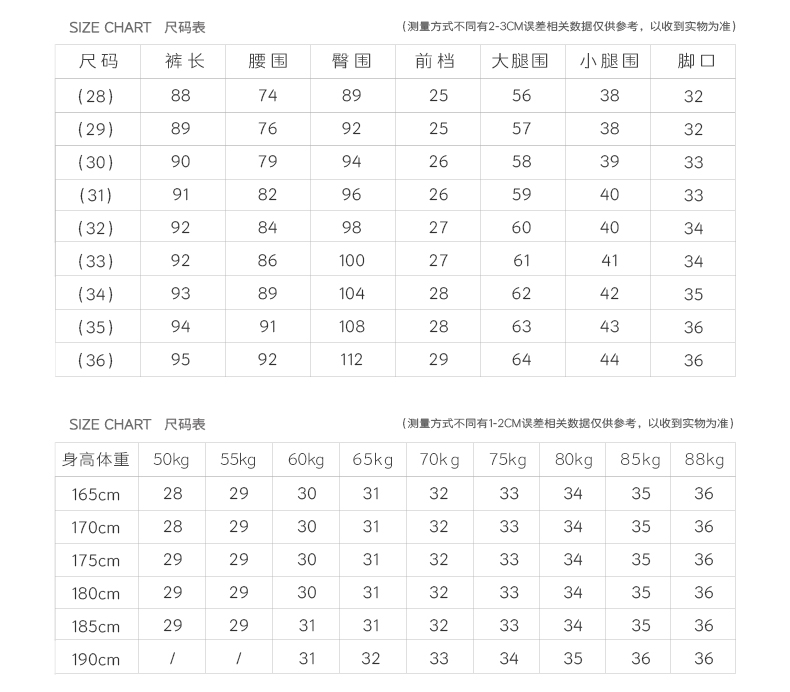 SIZE CHART 尺码表 (测量方式不同有2-3CM误差相关数据仅供参考，以收到实物为准)
尺码 裤长 腰围 臀围 前档 大腿围 小腿围 脚口
(28) 88 74 89 25 56 38 32
(29) 89 76 92 25 57 38 32
(30) 90 79 94 26 58 39 33
(31) 91 82 96 26 59 40 33
(32) 92 84 98 27 60 40 34
(33) 92 86 100 27 61 41 34
(34) 93 89 104 28 62 42 35
(35) 94 91 108 28 63 43 36
(36) 95 92 112 29 64 44 36
SIZE CHART 尺码表 (测量方式不同有1-2CM误差相关数据仅供参考，以收到实物为准)
身高体重 50kg 55kg 60kg 65kg 70kg 75kg 80kg 85kg 88kg
165cm 28 29 30 31 32 33 34 35 36
170cm 28 29 30 31 32 33 34 35 36
175cm 29 29 30 31 32 33 34 35 36
180cm 29 29 30 31 32 33 34 35 36
185cm 29 29 31 31 32 33 34 35 36
190cm / / 31 32 33 34 35 36 36